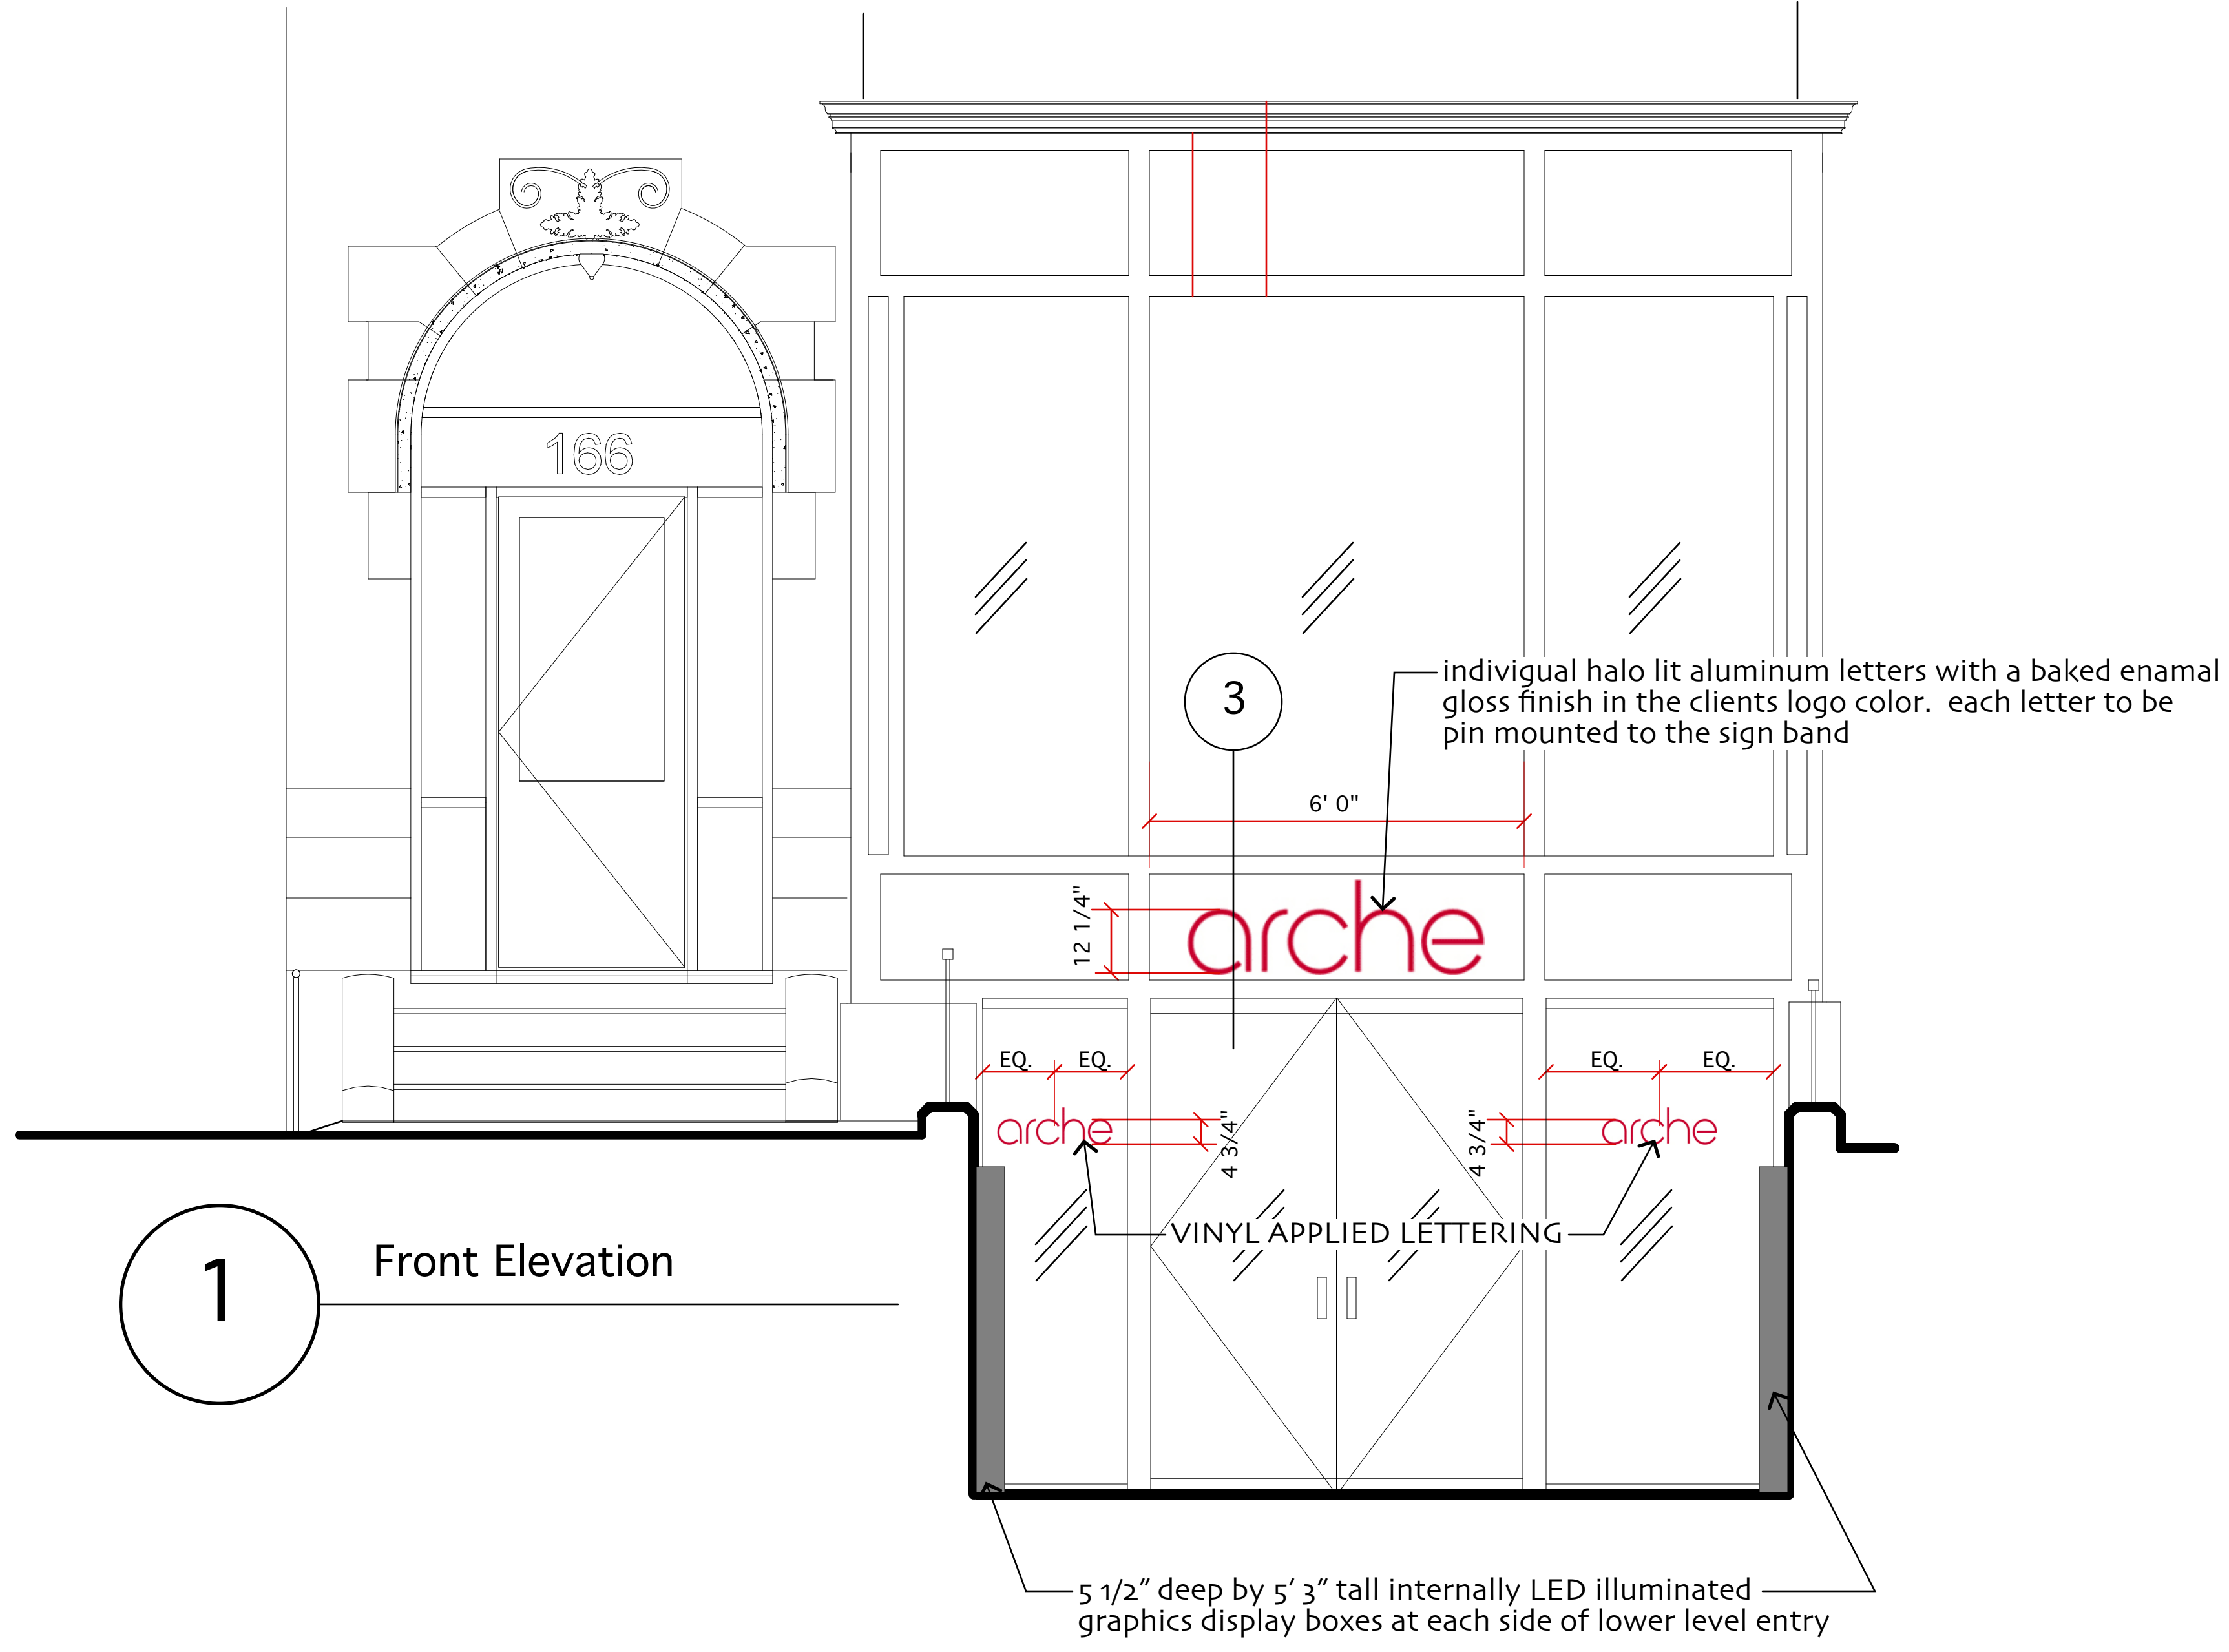 166
3
indivigual halo lit aluminum letters with a baked enamal
gloss finish in the clients logo color.  each letter to be
pin mounted to the sign band
6' 0"
12 1/4"
arche
EQ.
EQ.
EQ.
EQ.
arche
4 3/4"
4 3/4"
arche
VINYL APPLIED LETTERING
1
Front Elevation
5 1/2" deep by 5' 3" tall internally LED illuminated
graphics display boxes at each side of lower level entry